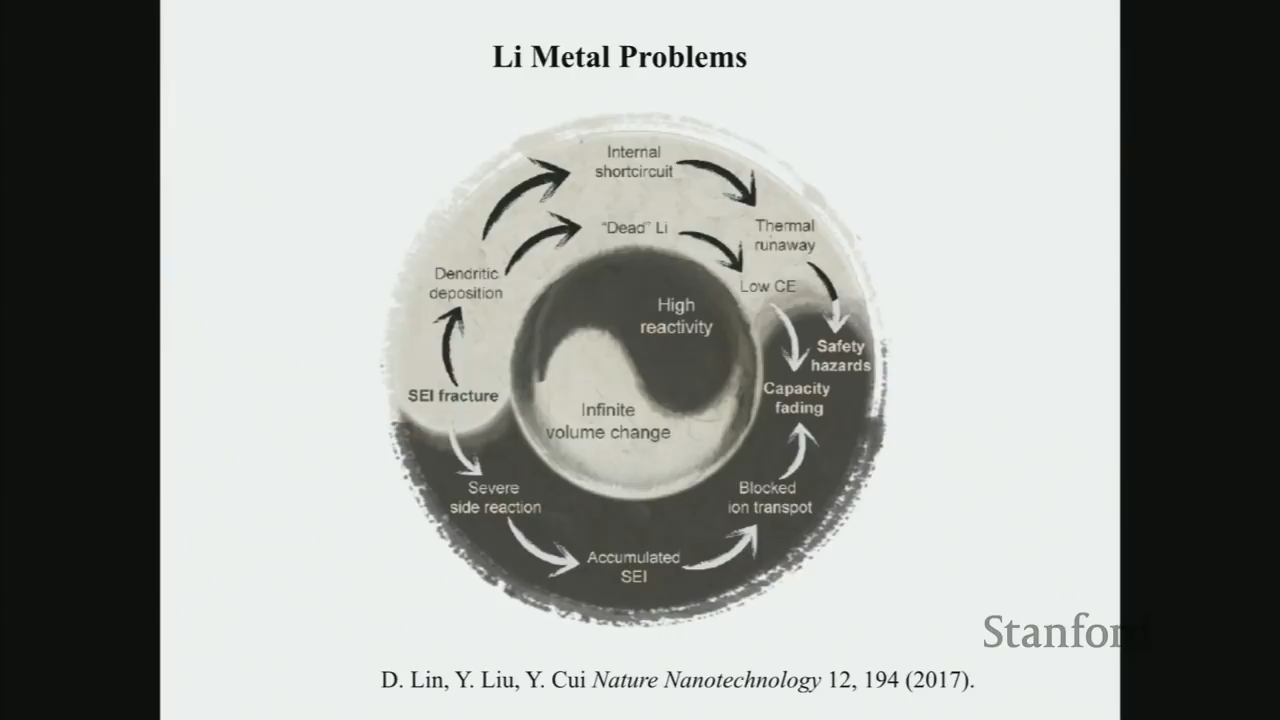 Li Metal Problems
Internal
shortcircuit
"Dead" Li
Thermal
runaway
Dendritic
deposition
Low CE
High
reactivity
Safety
hazards
SEI fracture
Capacity
fading
Infinite
volume change
Severe
side reaction
Blocked
ion transpot
Accumulated
SEI
Stanford
D. Lin, Y. Liu, Y. Cui Nature Nanotechnology 12, 194 (2017).